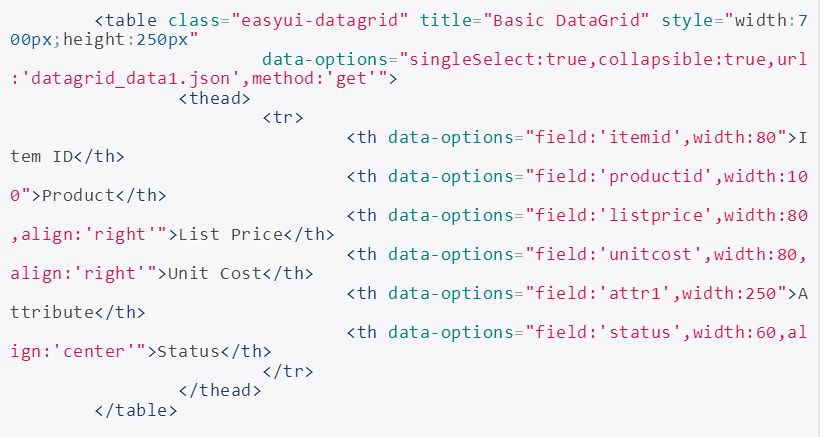 <table class="easyui-datagrid" title="Basic DataGrid" style="width:7
00px;height:250px"
data-options="singleSelect:true,collapsible:true,url
:'datagrid_data1.json',method:'get'">
<thead>
<tr>
<th data-options="field:'itemid',width:80">I
tem ID</th>
<th data-options="field:'productid',width:10
0">Product</th>
<th data-options="field:'listprice',width:80
,align:'right'">List Price</th>
<th data-options="field:'unitcost',width:80,
align:'right'">Unit Cost</th>
<th data-options="field:'attr1',width:250">A
ttribute</th>
<th data-options="field:'status',width:60,al
ign:'center'">Status</th>
</tr>
</thead>
</table>